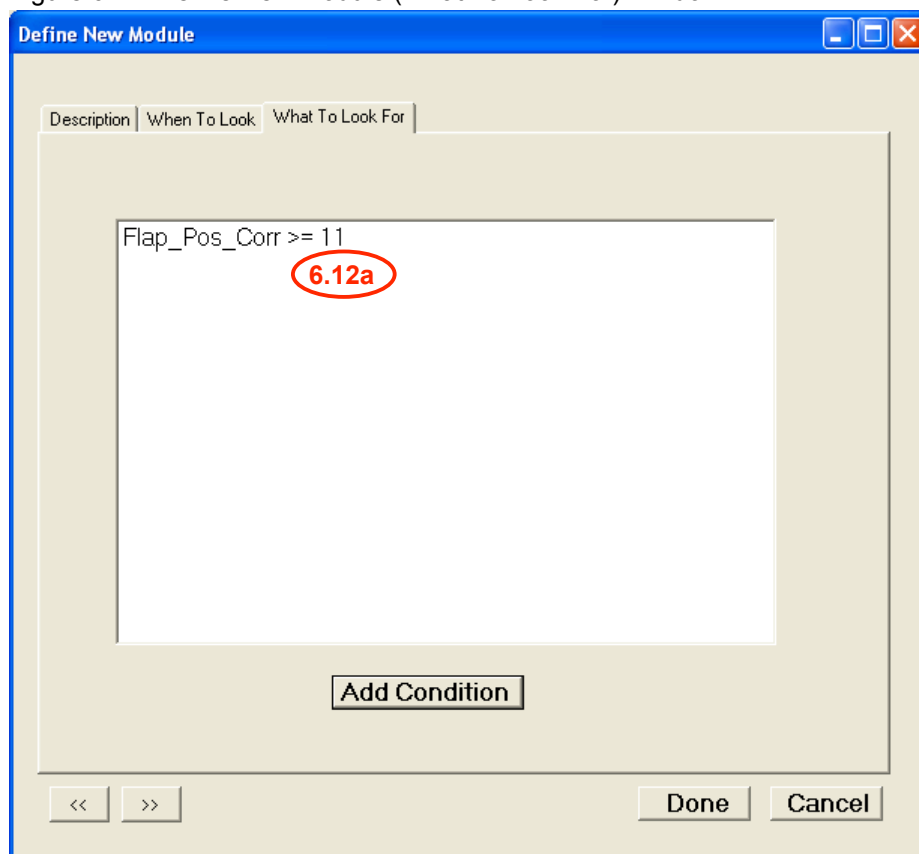 Define New Module
Description When To Look What To Look For
Flap_Pos_Corr >= 11
6.12a
Add Condition
<< >> Done Cancel